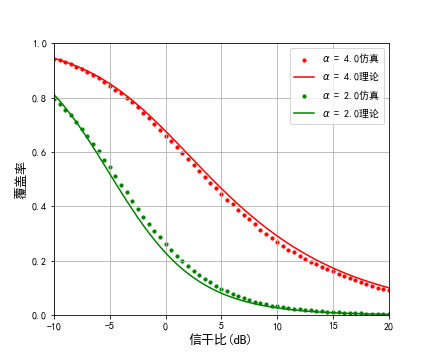 1.0
0.8
0.6
0.4
0.2
0.0
覆盖率
-10
-5
0
5
10
15
20
信干比(dB)
α = 4.0仿真
α = 4.0理论
α = 2.0仿真
α = 2.0理论